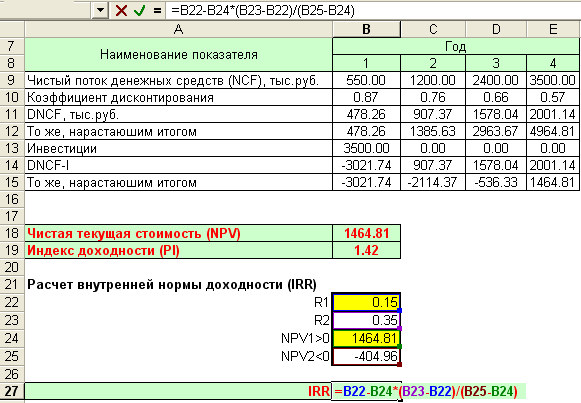 =B22-B24*(B23-B22)/(B25-B24)
A B C D E
7 Наименование показателя Год
8 1 2 3 4
9 Чистый поток денежных средств (NCF), тыс.руб. 550.00 1200.00 2400.00 3500.00
10 Коэффициент дисконтирования 0.87 0.76 0.66 0.57
11 DNCF, тыс.руб. 478.26 907.37 1578.04 2001.14
12 То же, нарастаюшим итогом 478.26 1385.63 2963.67 4964.81
13 Инвестиции 3500.00 0.00 0.00 0.00
14 DNCF-I -3021.74 907.37 1578.04 2001.14
15 То же, нарастаюшим итогом -3021.74 -2114.37 -536.33 1464.81
16
17
18 Чистая текущая стоимость (NPV) 1464.81
19 Индекс доходности (PI) 1.42
20
21 Расчет внутренней нормы доходности (IRR)
22 R1 0.15
23 R2 0.35
24 NPV1>0 1464.81
25 NPV2<0 -404.96
26
27 IRR =B22-B24*(B23-B22)/(B25-B24)